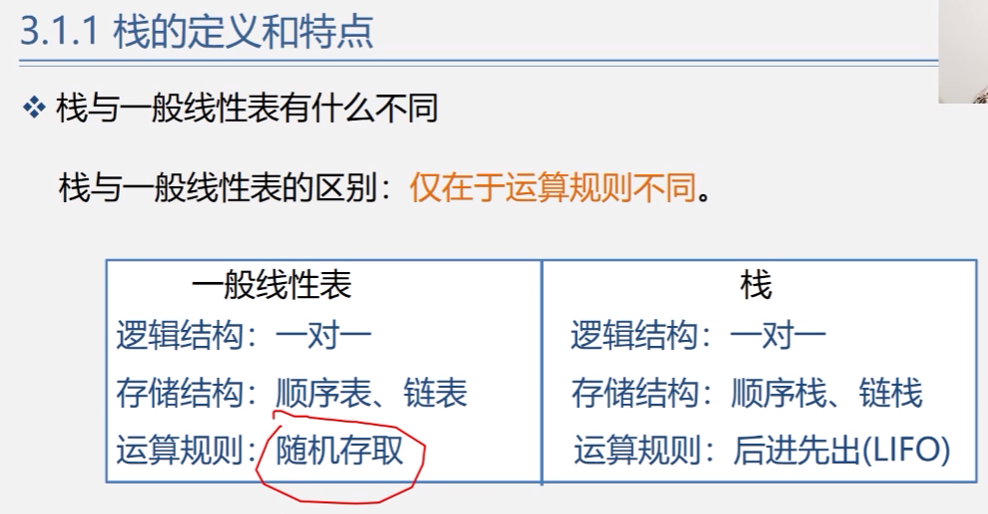 3.1.1 栈的定义和特点
栈与一般线性表有什么不同
栈与一般线性表的区别：仅在于运算规则不同。
一般线性表
逻辑结构：一对一
存储结构：顺序表、链表
运算规则：随机存取
栈
逻辑结构：一对一
存储结构：顺序栈、链栈
运算规则：后进先出(LIFO)